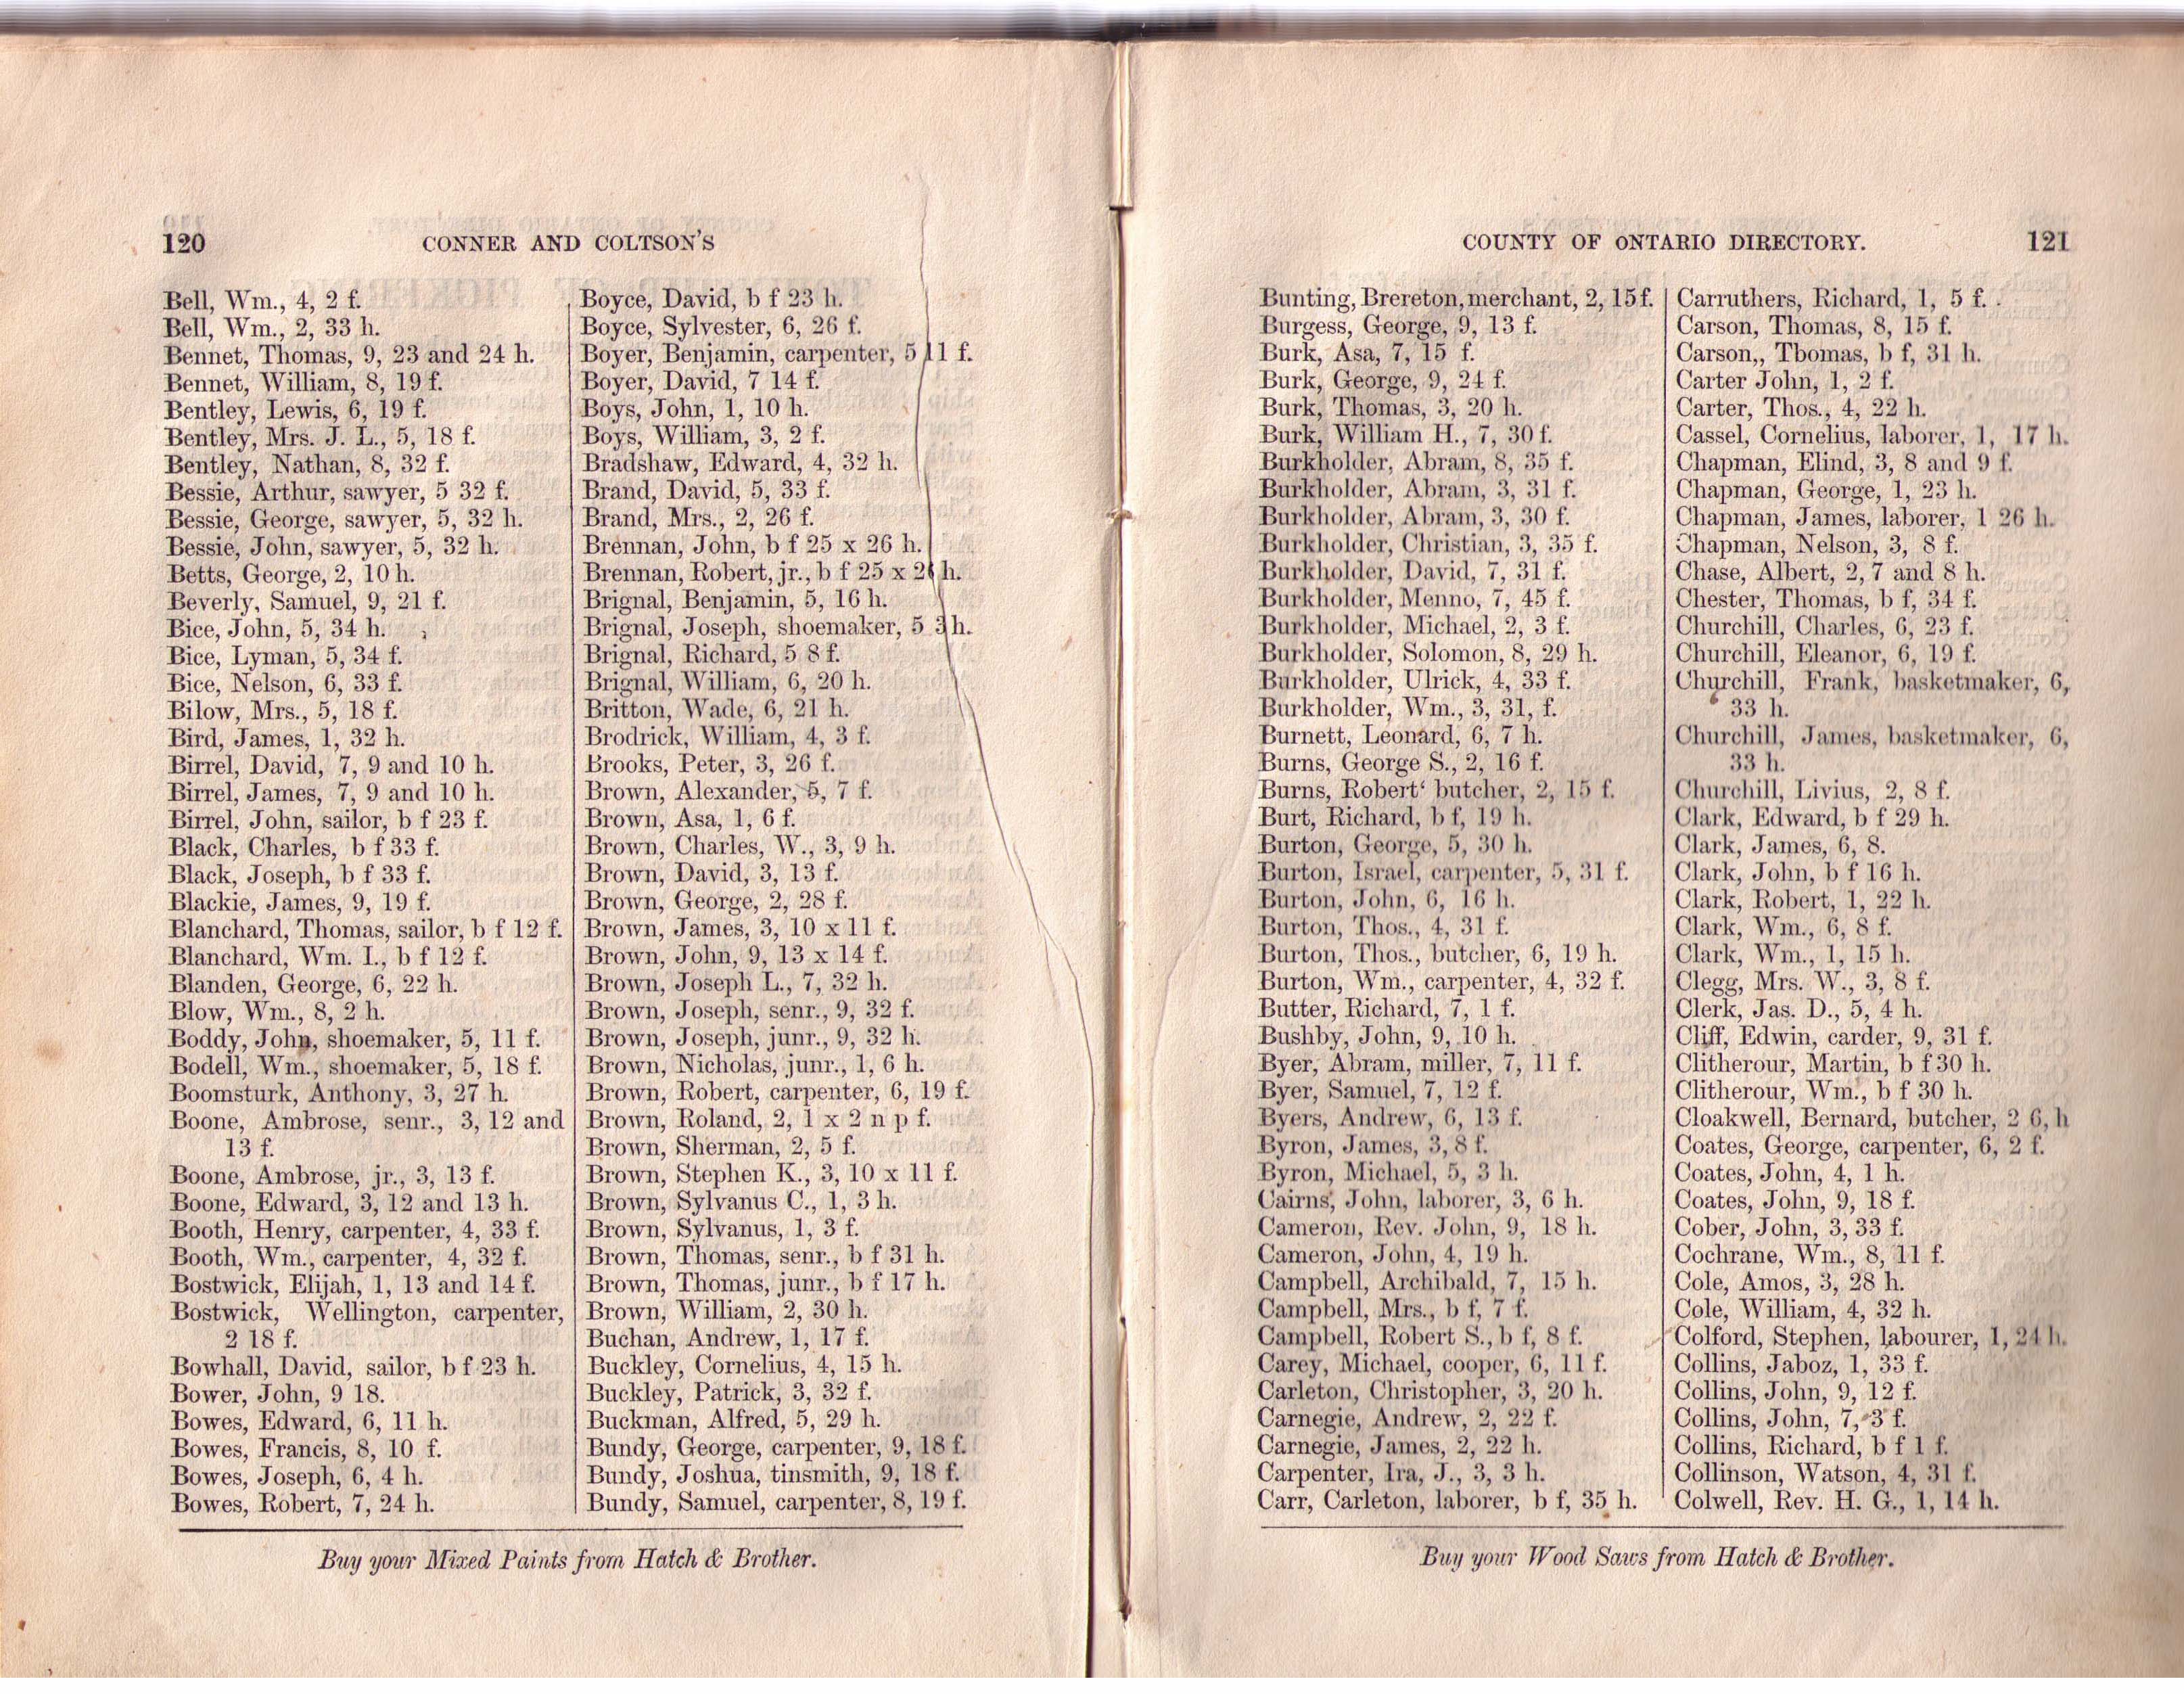 120
CONNER AND COLTSON'S
Bell, Wm., 4, 2 f.
Bell, Wm., 2, 33 h.
Bennet, Thomas, 9, 23 and 24 h.
Bennet, William, 8, 19 f.
Bentley, Lewis, 6, 19 f.
Bentley, Mrs. J. L., 5, 18 f.
Bentley, Nathan, 8, 32 f.
Bessie, Arthur, sawyer, 5 32 f.
Bessie, George, sawyer, 5, 32 h.
Bessie, John, sawyer, 5, 32 h.
Betts, George, 2, 10 h.
Beverly, Samuel, 9, 21 f.
Bice, John, 5, 34 h.
Bice, Lyman, 5, 34 f.
Bice, Nelson, 6, 33 f.
Bilow, Mrs., 5, 18 f.
Bird, James, 1, 32 h.
Birrel, David, 7, 9 and 10 h.
Birrel, James, 7, 9 and 10 h.
Birrel, John, sailor, b f 23 f.
Black, Charles, b f 33 f.
Black, Joseph, b f 33 f.
Blackie, James, 9, 19 f.
Blanchard, Thomas, sailor, b f 12 f.
Blanchard, Wm. I., b f 12 f.
Blanden, George, 6, 22 h.
Blow, Wm., 8, 2 h.
Boddy, John, shoemaker, 5, 11 f.
Bodell, Wm., shoemaker, 5, 18 f.
Boomsturk, Anthony, 3, 27 h.
Boone, Ambrose, senr., 3, 12 and
13 f.
Boone, Ambrose, jr., 3, 13 f.
Boone, Edward, 3, 12 and 13 h.
Booth, Henry, carpenter, 4, 33 f.
Booth, Wm., carpenter, 4, 32 f.
Bostwick, Elijah, 1, 13 and 14 f.
Bostwick, Wellington, carpenter,
2 18 f.
Bowhall, David, sailor, b f 23 h.
Bower, John, 9 18.
Bowes, Edward, 6, 11 h.
Bowes, Francis, 8, 10 f.
Bowes, Joseph, 6, 4 h.
Bowes, Robert, 7, 24 h.
Boyce, David, b f 23 h.
Boyce, Sylvester, 6, 26 f.
Boyer, Benjamin, carpenter, 5 11 f.
Boyer, David, 7 14 f.
Boys, John, 1, 10 h.
Boys, William, 3, 2 f.
Bradshaw, Edward, 4, 32 h.
Brand, David, 5, 33 f.
Brand, Mrs., 2, 26 f.
Brennan, John, b f 25 x 26 h.
Brennan, Robert, jr., b f 25 x 26 h.
Brignal, Benjamin, 5, 16 h.
Brignal, Joseph, shoemaker, 5 h.
Brignal, Richard, 5 8 f.
Brignal, William, 6, 20 h.
Britton, Wade, 6, 21 h.
Brodrick, William, 4, 3 f.
Brooks, Peter, 3, 26 f.
Brown, Alexander, 5, 7 f.
Brown, Asa, 1, 6 f.
Brown, Charles, W., 3, 9 h.
Brown, David, 3, 13 f.
Brown, George, 2, 28 f.
Brown, James, 3, 10 x 11 f.
Brown, John, 9, 13 x 14 f.
Brown, Joseph L., 7, 32 h.
Brown, Joseph, senr., 9, 32 f.
Brown, Joseph, junr., 9, 32 h.
Brown, Nicholas, junr., 1, 6 h.
Brown, Robert, carpenter, 6, 19 f.
Brown, Roland, 2, 1 x 2 n p f.
Brown, Sherman, 2, 5 f.
Brown, Stephen K., 3, 10 x 11 f.
Brown, Sylvanus C., 1, 3 h.
Brown, Sylvanus, 1, 3 f.
Brown, Thomas, senr., b f 31 h.
Brown, Thomas, junr., b f 17 h.
Brown, William, 2, 30 h.
Buchan, Andrew, 1, 17 f.
Buckley, Cornelius, 4, 15 h.
Buckley, Patrick, 3, 32 f.
Buckman, Alfred, 5, 29 h.
Bundy, George, carpenter, 9, 18 f.
Bundy, Joshua, tinsmith, 9, 18 f.
Bundy, Samuel, carpenter, 8, 19 f.
Buy your Mixed Paints from Hatch & Brother.
COUNTY OF ONTARIO DIRECTORY.
121
Bunting, Brereton, merchant, 2, 15 f.
Burgess, George, 9, 13 f.
Burk, Asa, 7, 15 f.
Burk, George, 9, 24 f.
Burk, Thomas, 3, 20 h.
Burk, William H., 7, 30 f.
Burkholder, Abram, 8, 35 f.
Burkholder, Abram, 3, 31 f.
Burkholder, Abram, 3, 30 f.
Burkholder, Christian, 3, 35 f.
Burkholder, David, 7, 31 f.
Burkholder, Menno, 7, 45 f.
Burkholder, Michael, 2, 3 f.
Burkholder, Solomon, 8, 29 h.
Burkholder, Ulrick, 4, 33 f.
Burkholder, Wm., 3, 31, f.
Burnett, Leonard, 6, 7 h.
Burns, George S., 2, 16 f.
Burns, Robert‘ butcher, 2, 15 f.
Burt, Richard, b f, 19 h.
Burton, George, 5, 30 h.
Burton, Israel, carpenter, 5, 31 f.
Burton, John, 6, 16 h.
Burton, Thos., 4, 31 f.
Burton, Thos., butcher, 6, 19 h.
Burton, Wm., carpenter, 4, 32 f.
Butter, Richard, 7, 1 f.
Bushby, John, 9, 10 h.
Byer, Abram, miller, 7, 11 f.
Byer, Samuel, 7, 12 f.
Byers, Andrew, 6, 13 f.
Byron, James, 3, 8 f.
Byron, Michael, 5, 3 h.
Cairns, John, laborer, 3, 6 h.
Cameron, Rev. John, 9, 18 h.
Cameron, John, 4, 19 h.
Campbell, Archibald, 7, 15 h.
Campbell, Mrs., b f, 7 f.
Campbell, Robert S., b f, 8 f.
Carey, Michael, cooper, 6, 11 f.
Carleton, Christopher, 3, 20 h.
Carnegie, Andrew, 2, 22 f.
Carnegie, James, 2, 22 h.
Carpenter, Ira, J., 3, 3 h.
Carr, Carleton, laborer, b f, 35 h.
Carruthers, Richard, 1, 5 f.
Carson, Thomas, 8, 15 f.
Carson,, Tbomas, b f, 31 h.
Carter John, 1, 2 f.
Carter, Thos., 4, 22 h.
Cassel, Cornelius, laborer, 1, 17 h.
Chapman, Elind, 3, 8 and 9 f.
Chapman, George, 1, 23 h.
Chapman, James, laborer, 1 26 h.
Chapman, Nelson, 3, 8 f.
Chase, Albert, 2, 7 and 8 h.
Chester, Thomas, b f, 34 f.
Churchill, Charles, 6, 23 f.
Churchill, Eleanor, 6, 19 f.
Churchill, Frank, basketmaker, 6,
33 h.
Churchill, James, basketmaker, 6,
33 h.
Churchill, Livius, 2, 8 f.
Clark, Edward, b f 29 h.
Clark, James, 6, 8.
Clark, John, b f 16 h.
Clark, Robert, 1, 22 h.
Clark, Wm., 6, 8 f.
Clark, Wm., 1, 15 h.
Clegg, Mrs. W., 3, 8 f.
Clerk, Jas. D., 5, 4 h.
Cliff, Edwin, carder, 9, 31 f.
Clitherour, Martin, b f 30 h.
Clitherour, Wm., b f 30 h.
Cloakwell, Bernard, butcher, 2 6, h
Coates, George, carpenter, 6, 2 f.
Coates, John, 4, 1 h.
Coates, John, 9, 18 f.
Cober, John, 3, 33 f.
Cochrane, Wm., 8, 11 f.
Cole, Amos, 3, 28 h.
Cole, William, 4, 32 h.
Colford, Stephen, labourer, 1, 24 h.
Collins, Jaboz, 1, 33 f.
Collins, John, 9, 12 f.
Collins, John, 7, 3 f.
Collins, Richard, b f 1 f.
Collinson, Watson, 4, 31 f.
Colwell, Rev. H. G., 1, 14 h.
Buy your Wood Saws from Hatch & Brother.